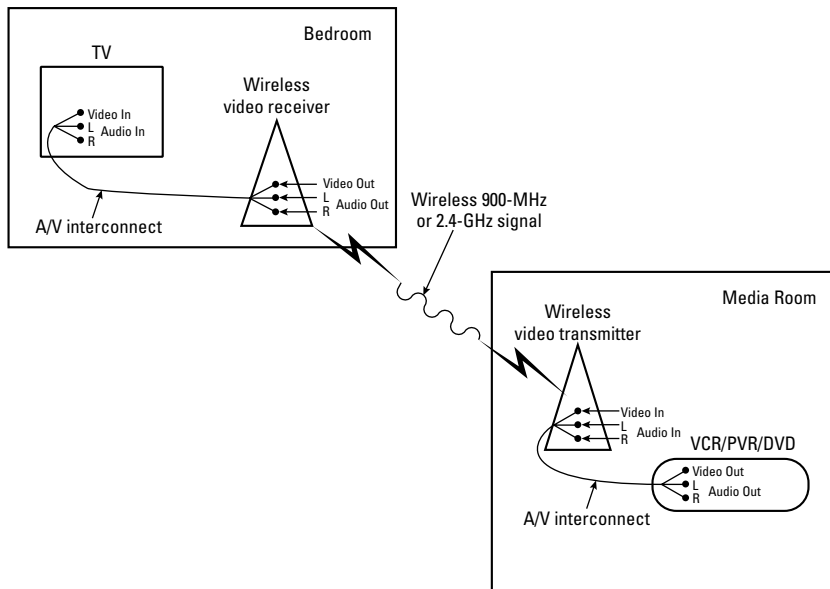 Bedroom
TV
Wireless
video receiver
Video In
L
Audio In
R
Video Out
L
Audio Out
R
A/V interconnect
Wireless 900-MHz
or 2.4-GHz signal
Media Room
Wireless
video transmitter
Video In
L
Audio In
R
VCR/PVR/DVD
Video Out
L
Audio Out
R
A/V interconnect